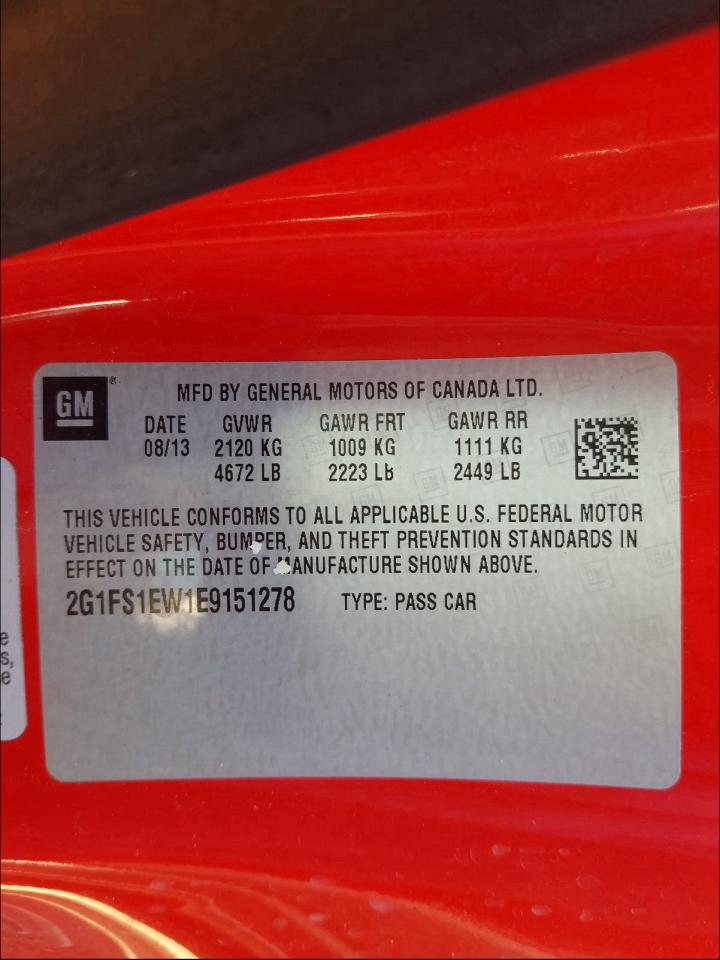 GM® MFD BY GENERAL MOTORS OF CANADA LTD.
DATE GVWR GAWR FRT GAWR RR
08/13 2120 KG 1009 KG 1111 KG
4672 LB 2223 LB 2449 LB
THIS VEHICLE CONFORMS TO ALL APPLICABLE U.S. FEDERAL MOTOR
VEHICLE SAFETY, BUMPER, AND THEFT PREVENTION STANDARDS IN
EFFECT ON THE DATE OF MANUFACTURE SHOWN ABOVE.
2G1FS1EW1E9151278 TYPE: PASS CAR